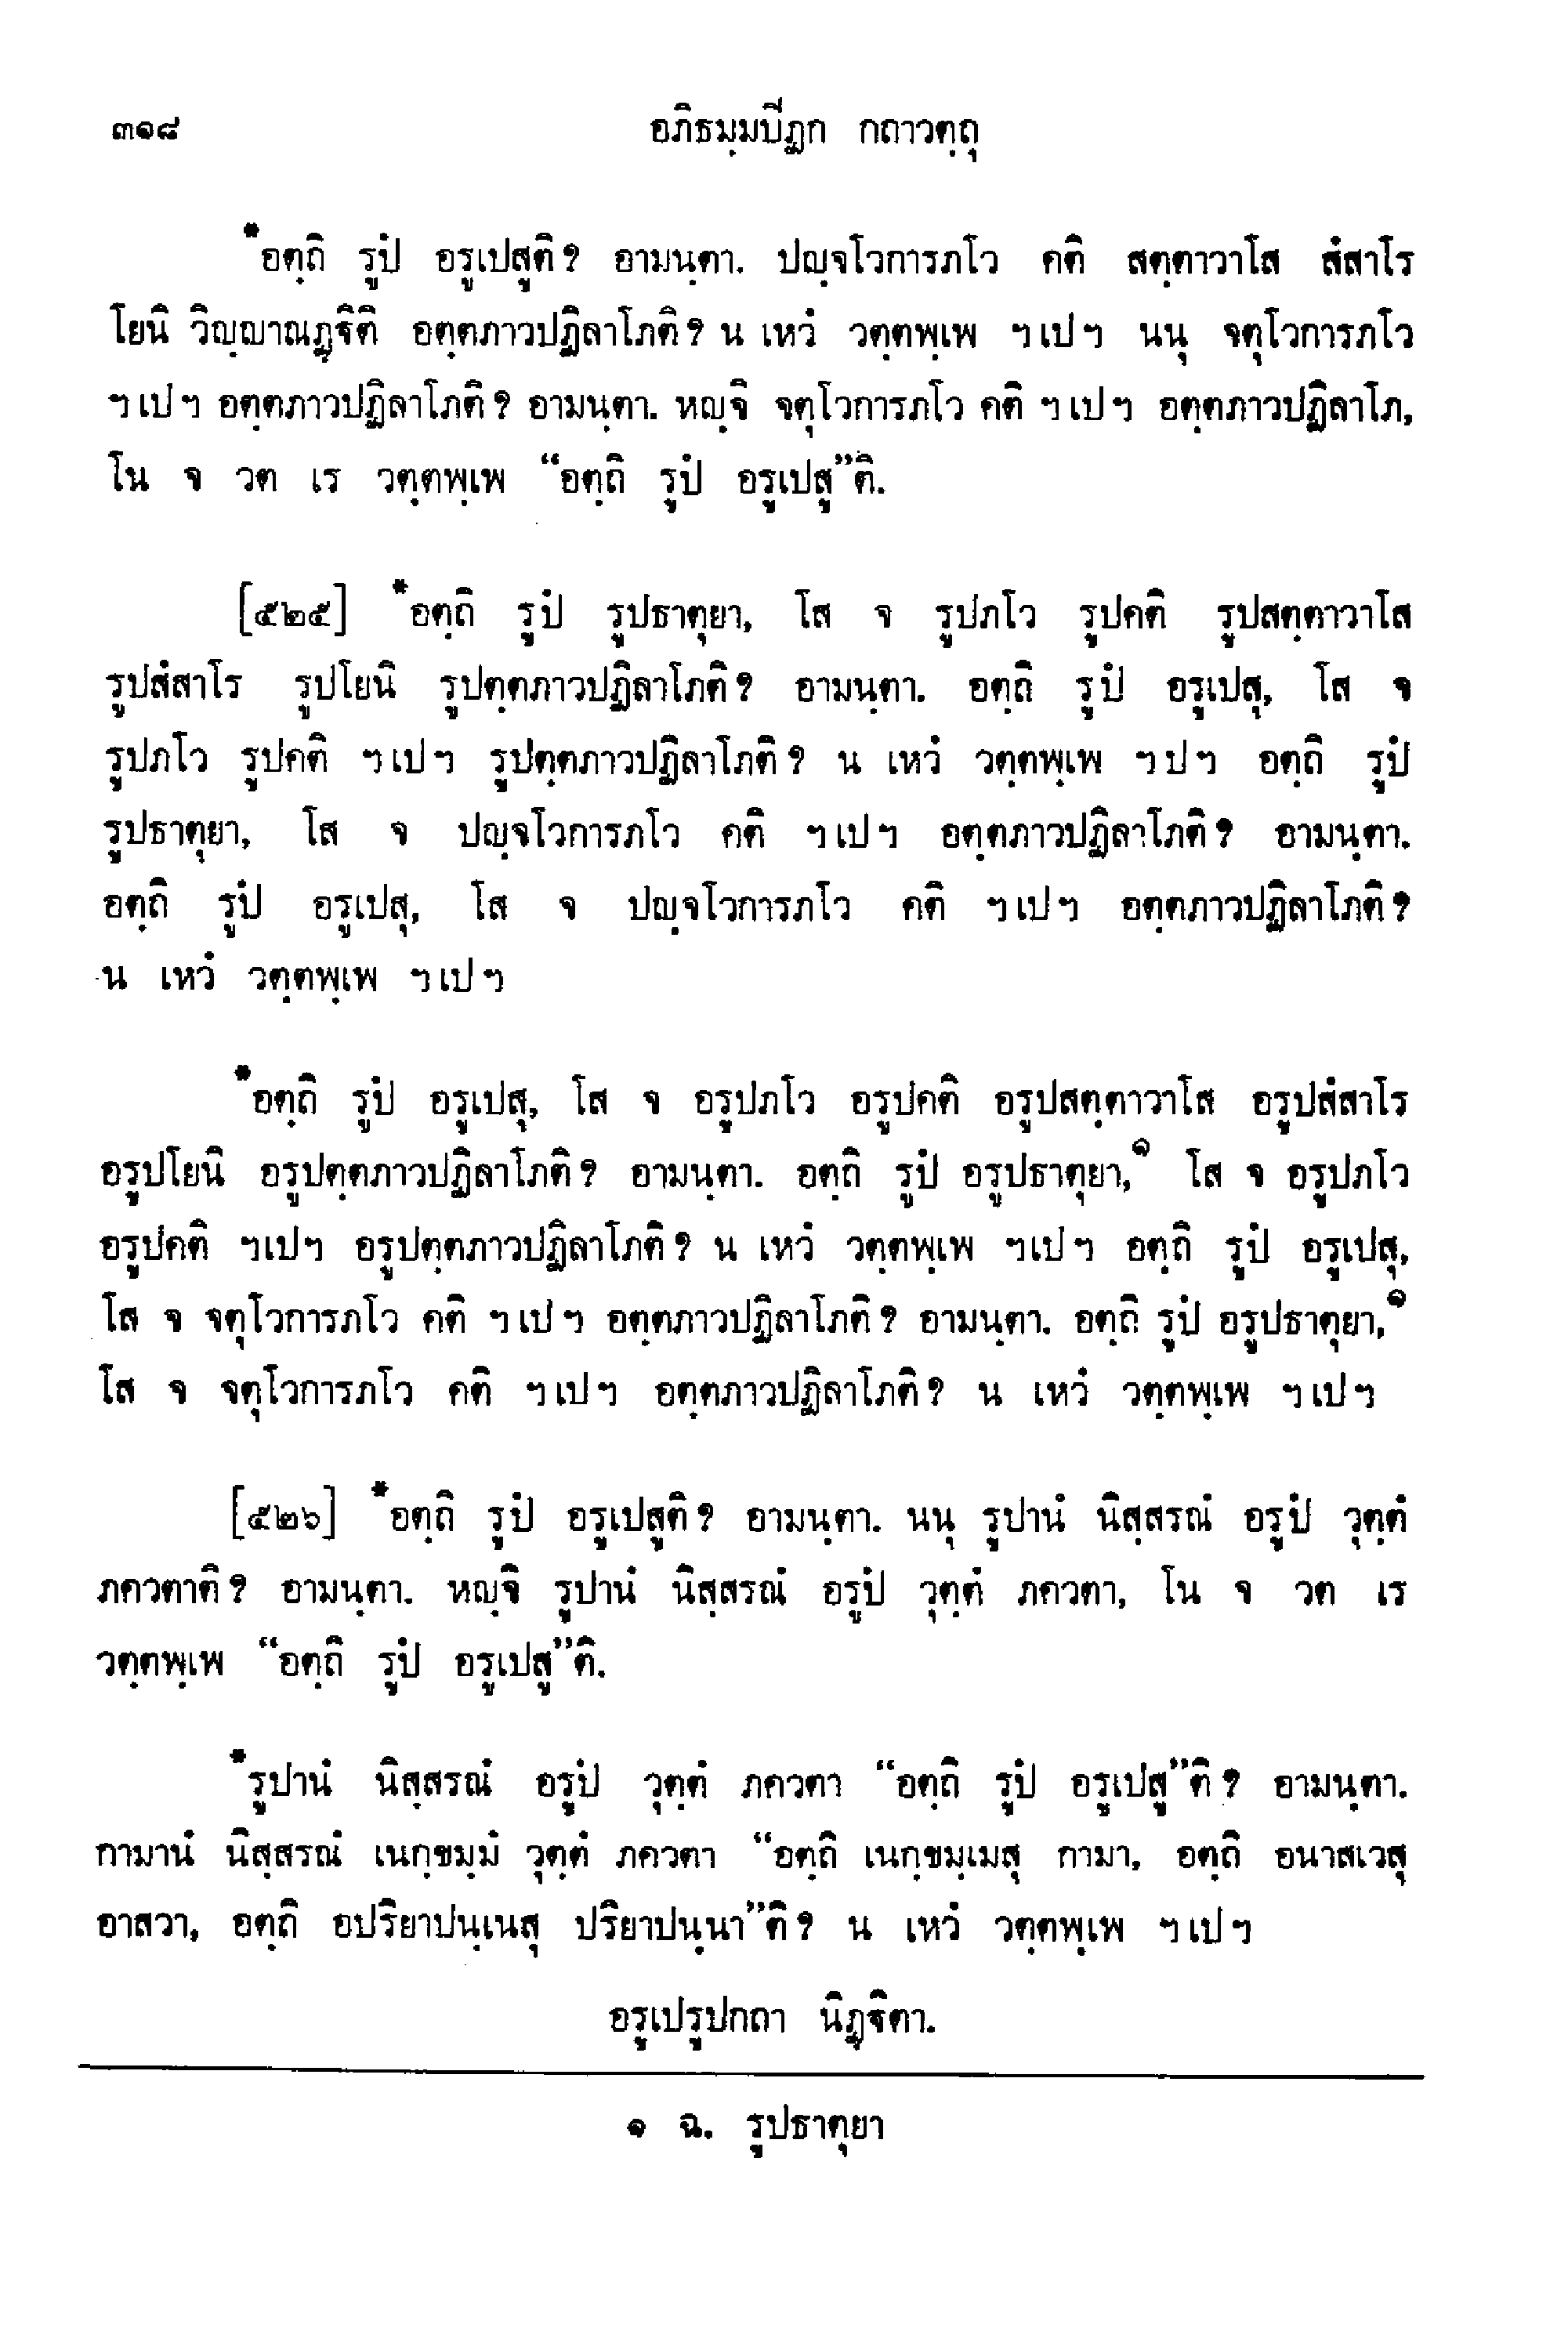 ๓๑๘ อภิธมฺมปีฏก กถาวตฺถุ
*อตฺถิ รูปํ อรูเปสูติ? อามนฺตา. ปญฺจโวการภโว คติ สตฺตาวาโส สํสาโร
โยนิ วิญฺญาณฏฺฐิติ อตฺตภาวปฏิลาโภติ? น เหวํ วตฺตพฺเพ ฯเปฯ นนุ จตุโวการภโว
ฯเปฯ อตฺตภาวปฏิลาโภติ? อามนฺตา. หญฺจิ จตุโวการภโว คติ ฯเปฯ อตฺตภาวปฏิลาโภ,
โน จ วต เร วตฺตพฺเพ “อตฺถิ รูปํ อรูเปสู”ติ.
[๕๒๕] *อตฺถิ รูปํ รูปธาตุยา, โส จ รูปภโว รูปคติ รูปสตฺตาวาโส
รูปสํสาโร รูปโยนิ รูปตฺตภาวปฏิลาโภติ? อามนฺตา. อตฺถิ รูปํ อรูเปสุ, โส จ
รูปภโว รูปคติ ฯเปฯ รูปตฺตภาวปฏิลาโภติ? น เหวํ วตฺตพฺเพ ฯปฯ อตฺถิ รูปํ
รูปธาตุยา, โส จ ปญฺจโวการภโว คติ ฯเปฯ อตฺตภาวปฏิลาโภติ? อามนฺตา.
อตฺถิ รูปํ อรูเปสุ, โส จ ปญฺจโวการภโว คติ ฯเปฯ อตฺตภาวปฏิลาโภติ?
น เหวํ วตฺตพฺเพ ฯเปฯ
*อตฺถิ รูปํ อรูเปสุ, โส จ อรูปภโว อรูปคติ อรูปสตฺตาวาโส อรูปสํสาโร
อรูปโยนิ อรูปตฺตภาวปฏิลาโภติ? อามนฺตา. อตฺถิ รูปํ อรูปธาตุยา,๑ โส จ อรูปภโว
อรูปคติ ฯเปฯ อรูปตฺตภาวปฏิลาโภติ? น เหวํ วตฺตพฺเพ ฯเปฯ อตฺถิ รูปํ อรูเปสุ,
โส จ จตุโวการภโว คติ ฯเปฯ อตฺตภาวปฏิลาโภติ? อามนฺตา. อตฺถิ รูปํ อรูปธาตุยา,๑
โส จ จตุโวการภโว คติ ฯเปฯ อตฺตภาวปฏิลาโภติ? น เหวํ วตฺตพฺเพ ฯเปฯ
[๕๒๖] *อตฺถิ รูปํ อรูเปสูติ? อามนฺตา. นนุ รูปานํ นิสฺสรณํ อรูปํ วุตฺตํ
ภควตาติ? อามนฺตา. หญฺจิ รูปานํ นิสฺสรณํ อรูปํ วุตฺตํ ภควตา, โน จ วต เร
วตฺตพฺเพ “อตฺถิ รูปํ อรูเปสู”ติ.
*รูปานํ นิสฺสรณํ อรูปํ วุตฺตํ ภควตา “อตฺถิ รูปํ อรูเปสู”ติ? อามนฺตา.
กามานํ นิสฺสรณํ เนกฺขมฺมํ วุตฺตํ ภควตา “อตฺถิ เนกฺขมฺเมสุ กามา, อตฺถิ อนาสเวสุ
อาสวา, อตฺถิ อปริยาปนฺเนสุ ปริยาปนฺนา”ติ? น เหวํ วตฺตพฺเพ ฯเปฯ
อรูเปรูปกถา นิฏฺฐิตา.
๑ ฉ. รูปธาตุยา